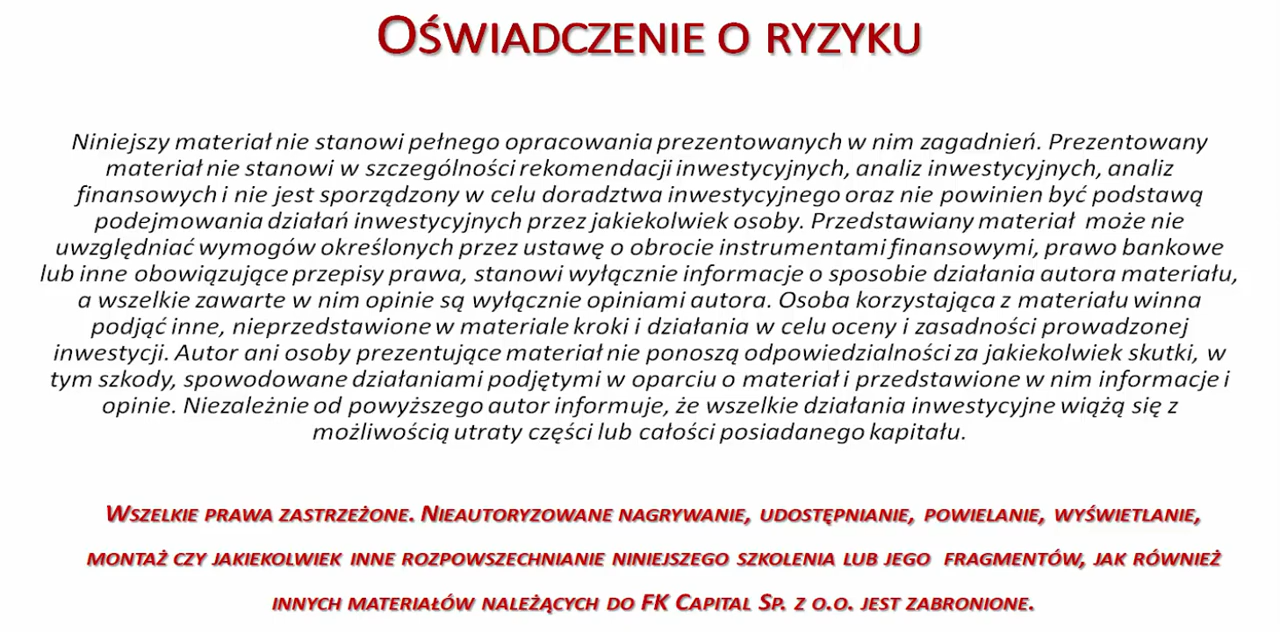 OŚWIADCZENIE O RYZYKU
Niniejszy materiał nie stanowi pełnego opracowania prezentowanych w nim zagadnień. Prezentowany
materiał nie stanowi w szczególności rekomendacji inwestycyjnych, analiz inwestycyjnych, analiz
finansowych i nie jest sporządzony w celu doradztwa inwestycyjnego oraz nie powinien być podstawą
podejmowania działań inwestycyjnych przez jakiekolwiek osoby. Przedstawiany materiał może nie
uwzględniać wymogów określonych przez ustawę o obrocie instrumentami finansowymi, prawo bankowe
lub inne obowiązujące przepisy prawa, stanowi wyłącznie informacje o sposobie działania autora materiału,
a wszelkie zawarte w nim opinie są wyłącznie opiniami autora. Osoba korzystająca z materiału winna
podjąć inne, nieprzedstawione w materiale kroki i działania w celu oceny i zasadności prowadzonej
inwestycji. Autor ani osoby prezentujące materiał nie ponoszą odpowiedzialności za jakiekolwiek skutki, w
tym szkody, spowodowane działaniami podjętymi w oparciu o materiał i przedstawione w nim informacje i
opinie. Niezależnie od powyższego autor informuje, że wszelkie działania inwestycyjne wiążą się z
możliwością utraty części lub całości posiadanego kapitału.
WSZELKIE PRAWA ZASTRZEŻONE. NIEAUTORYZOWANE NAGRYWANIE, UDOSTĘPNIANIE, POWIELANIE, WYŚWIETLANIE,
MONTAŻ CZY JAKIEKOLWIEK INNE ROZPOWSZECHNIANIE NINIEJSZEGO SZKOLENIA LUB JEGO FRAGMENTÓW, JAK RÓWNIEŻ
INNYCH MATERIAŁÓW NALEŻĄCYCH DO FK CAPITAL SP. Z O.O. JEST ZABRONIONE.